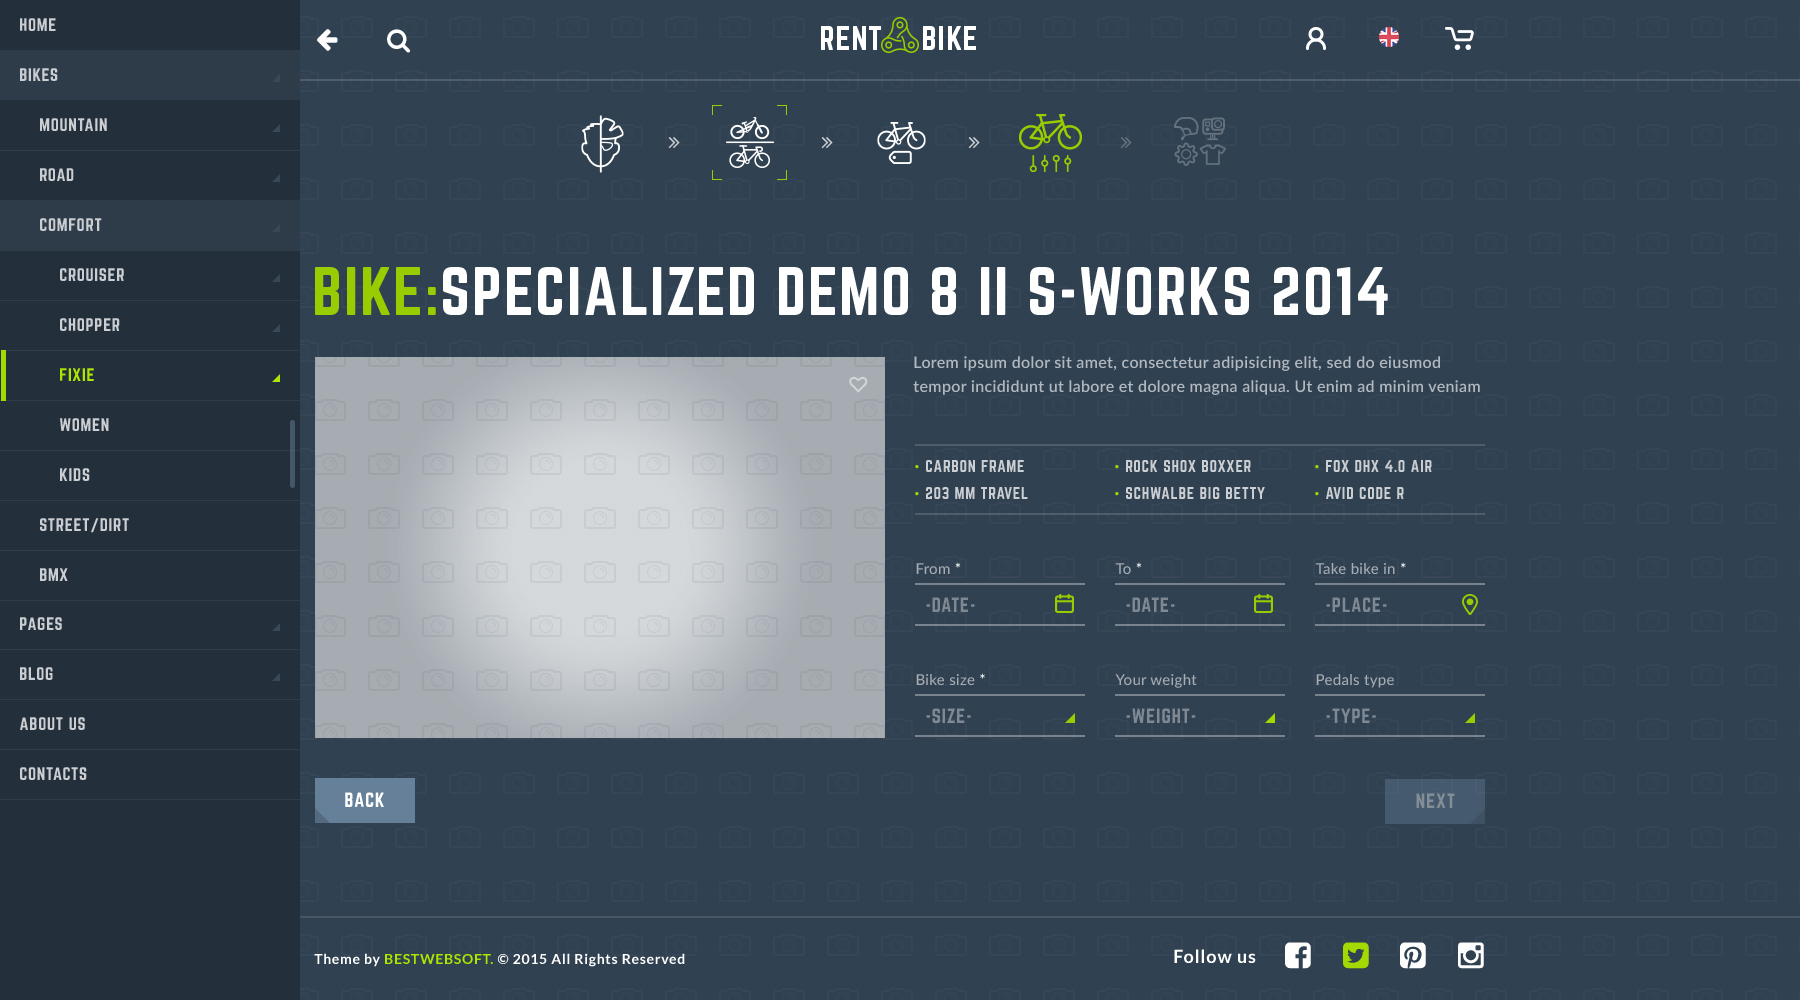 HOME
BIKES
MOUNTAIN
ROAD
COMFORT
CROUISER
CHOPPER
FIXIE
WOMEN
KIDS
STREET/DIRT
BMX
PAGES
BLOG
ABOUT US
CONTACTS
RENT BIKE
BIKE:SPECIALIZED DEMO 8 II S-WORKS 2014
Lorem ipsum dolor sit amet, consectetur adipisicing elit, sed do eiusmod
tempor incididunt ut labore et dolore magna aliqua. Ut enim ad minim veniam
• CARBON FRAME • ROCK SHOX BOXXER • FOX DHX 4.0 AIR
• 203 MM TRAVEL • SCHWALBE BIG BETTY • AVID CODE R
From * To * Take bike in *
-DATE- -DATE- -PLACE-
Bike size * Your weight Pedals type
-SIZE- -WEIGHT- -TYPE-
BACK NEXT
Theme by BESTWEBSOFT. © 2015 All Rights Reserved Follow us